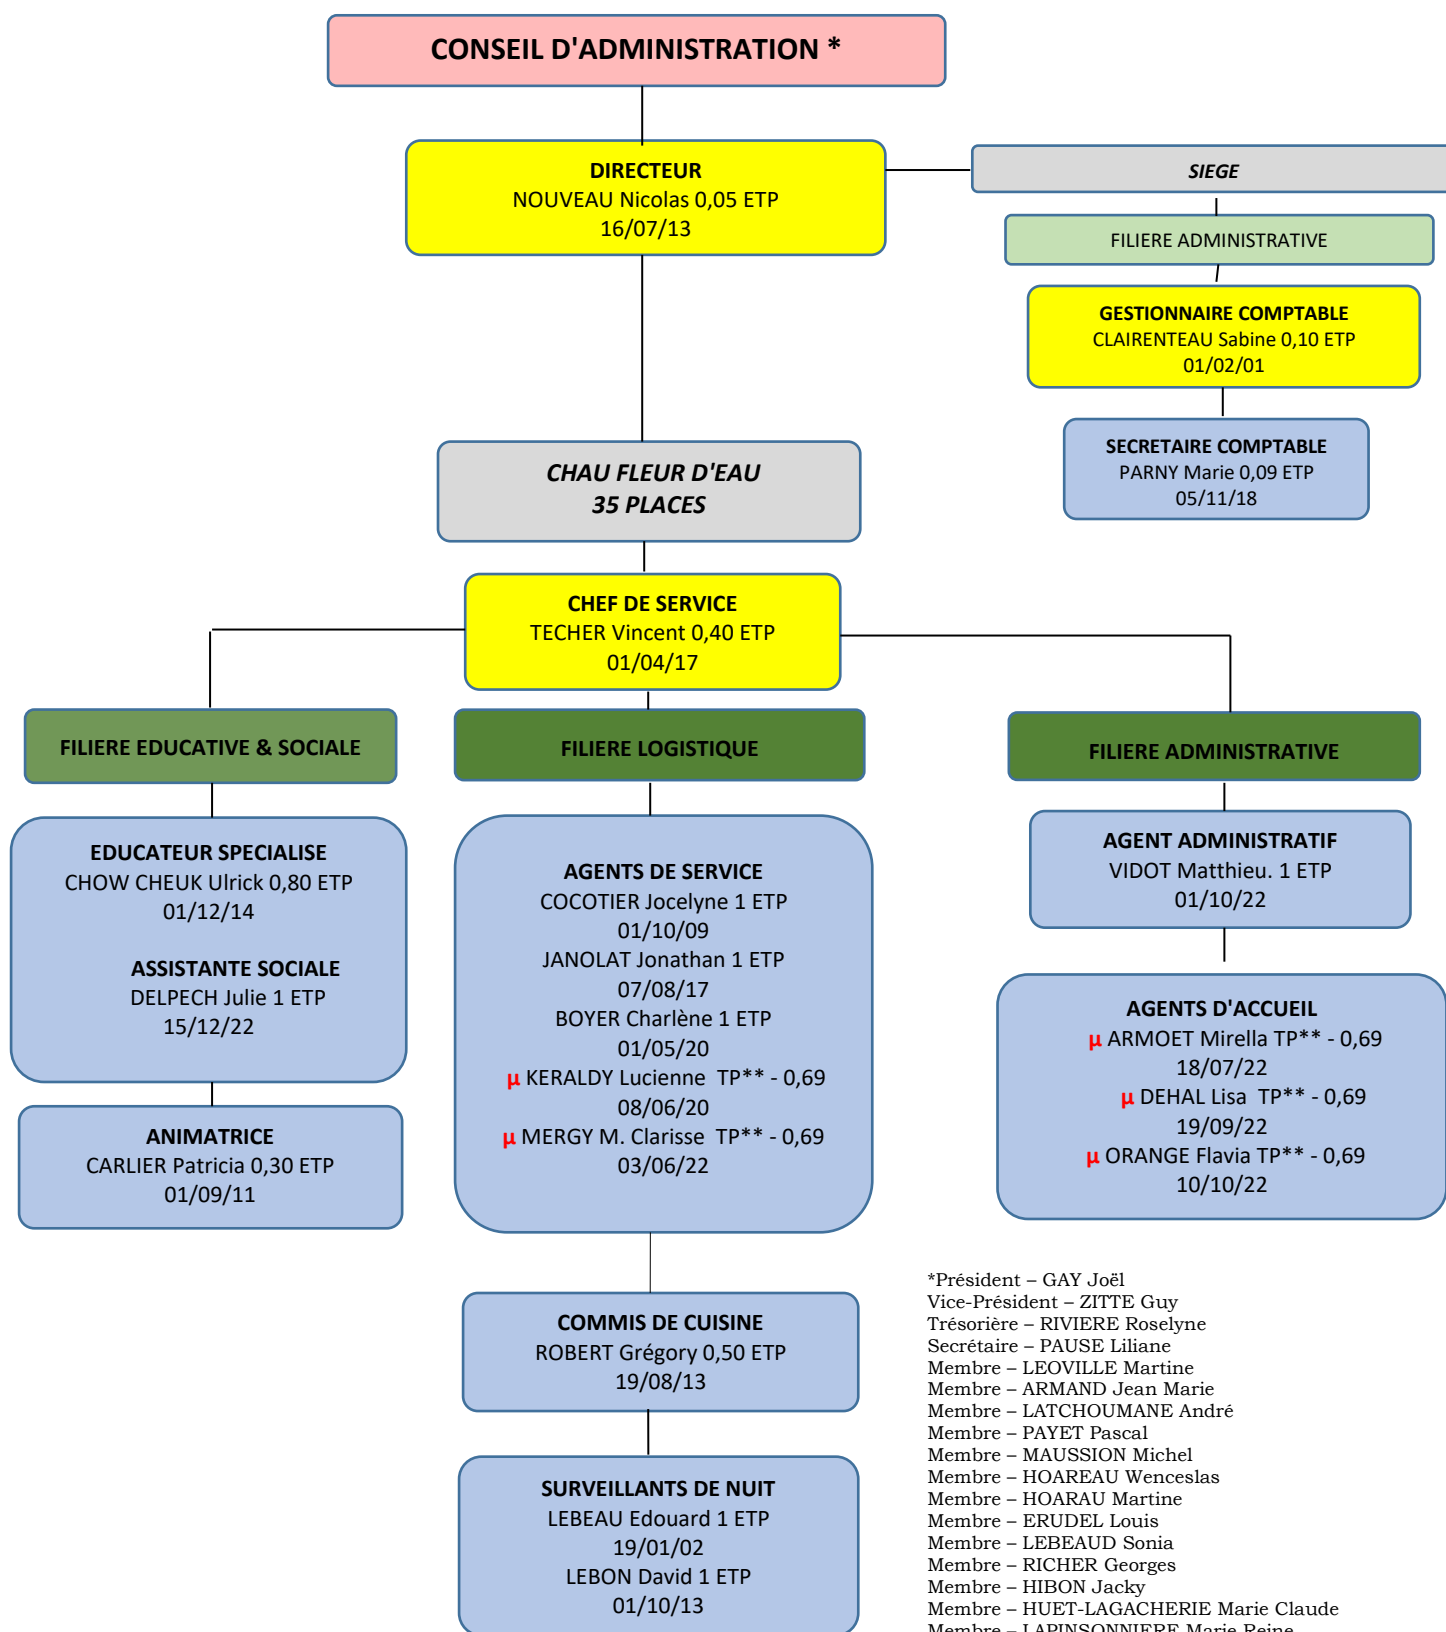 CONSEIL D'ADMINISTRATION *
DIRECTEUR
NOUVEAU Nicolas 0,05 ETP
16/07/13
SIEGE
FILIERE ADMINISTRATIVE
GESTIONNAIRE COMPTABLE
CLAIRENTEAU Sabine 0,10 ETP
01/02/01
SECRETAIRE COMPTABLE
PARNY Marie 0,09 ETP
05/11/18
CHAU FLEUR D'EAU
35 PLACES
CHEF DE SERVICE
TECHER Vincent 0,40 ETP
01/04/17
FILIERE EDUCATIVE & SOCIALE
EDUCATEUR SPECIALISE
CHOW CHEUK Ulrick 0,80 ETP
01/12/14
ASSISTANTE SOCIALE
DELPECH Julie 1 ETP
15/12/22
ANIMATRICE
CARLIER Patricia 0,30 ETP
01/09/11
FILIERE LOGISTIQUE
AGENTS DE SERVICE
COCOTIER Jocelyne 1 ETP
01/10/09
JANOLAT Jonathan 1 ETP
07/08/17
BOYER Charlène 1 ETP
01/05/20
µ KERALDY Lucienne TP** - 0,69
08/06/20
µ MERGY M. Clarisse TP** - 0,69
03/06/22
COMMIS DE CUISINE
ROBERT Grégory 0,50 ETP
19/08/13
SURVEILLANTS DE NUIT
LEBEAU Edouard 1 ETP
19/01/02
LEBON David 1 ETP
01/10/13
FILIERE ADMINISTRATIVE
AGENT ADMINISTRATIF
VIDOT Matthieu. 1 ETP
01/10/22
AGENTS D'ACCUEIL
µ ARMOET Mirella TP** - 0,69
18/07/22
µ DEHAL Lisa TP** - 0,69
19/09/22
µ ORANGE Flavia TP** - 0,69
10/10/22
*Président – GAY Joël
Vice-Président – ZITTE Guy
Trésorière – RIVIERE Roselyne
Secrétaire – PAUSE Liliane
Membre – LEOVILLE Martine
Membre – ARMAND Jean Marie
Membre – LATCHOUMANE André
Membre – PAYET Pascal
Membre – MAUSSION Michel
Membre – HOAREAU Wenceslas
Membre – HOARAU Martine
Membre – ERUDEL Louis
Membre – LEBEAUD Sonia
Membre – RICHER Georges
Membre – HIBON Jacky
Membre – HUET-LAGACHERIE Marie Claude
Membre – LAPINSONNIERE Marie Reine